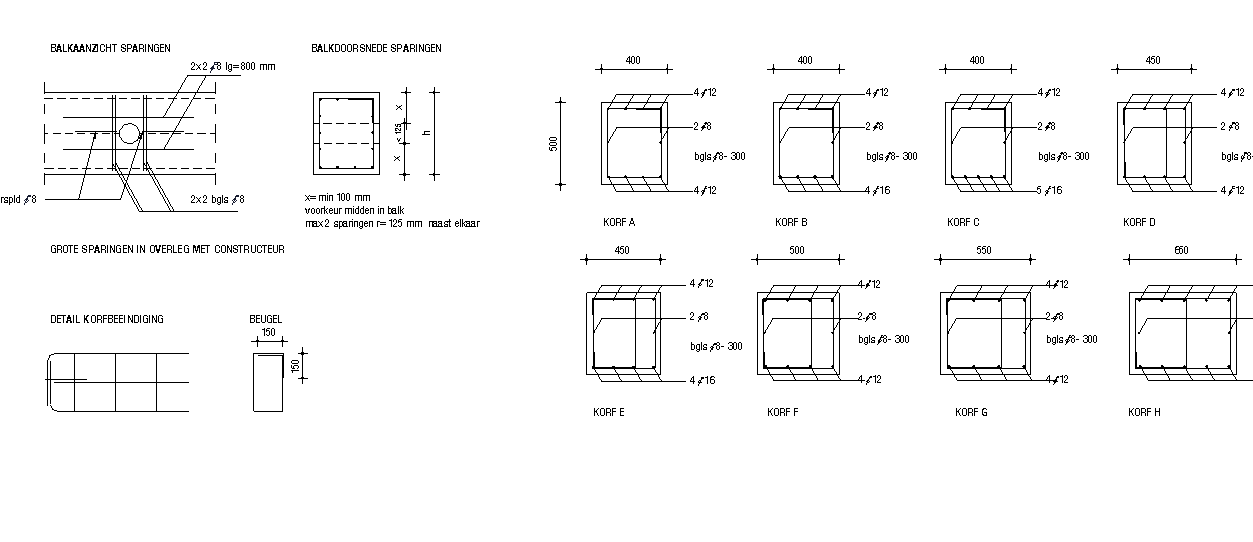 BALKAANZICHT SPARINGEN
2x2 ⌀8 lg=800 mm
rspld ⌀8
2x2 bgls ⌀8
BALKDOORSNEDE SPARINGEN
x
< 125
x
h
x= min 100 mm
voorkeur midden in balk
max 2 sparingen r= 125 mm naast elkaar
GROTE SPARINGEN IN OVERLEG MET CONSTRUCTEUR
DETAIL KORFBEEINDIGING
BEUGEL
150
150
400
500
4 ⌀12
2 ⌀8
bgls ⌀8- 300
4 ⌀12
KORF A
400
4 ⌀12
2 ⌀8
bgls ⌀8- 300
4 ⌀16
KORF B
400
4 ⌀12
2 ⌀8
bgls ⌀8- 300
5 ⌀16
KORF C
450
4 ⌀12
2 ⌀8
bgls ⌀8-
4 ⌀12
KORF D
450
4 ⌀12
2 ⌀8
bgls ⌀8- 300
4 ⌀16
KORF E
500
4 ⌀12
2 ⌀8
bgls ⌀8- 300
4 ⌀12
KORF F
550
4 ⌀12
2 ⌀8
bgls ⌀8- 300
4 ⌀12
KORF G
650
KORF H